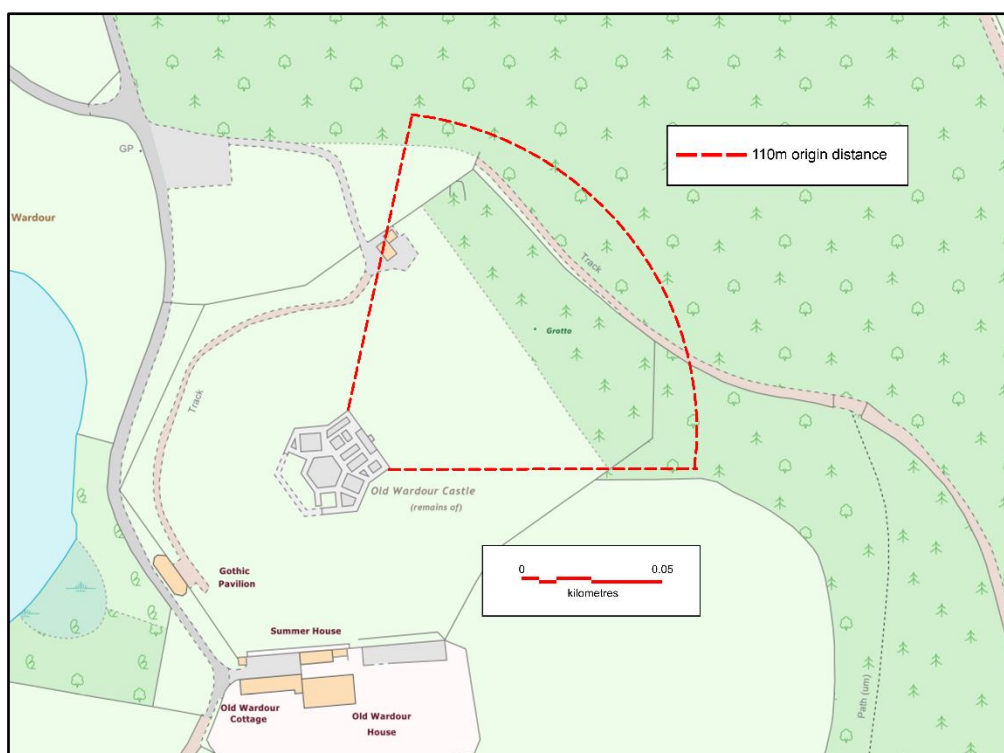 GP
110m origin distance
Wardour
Track
Grotto
Track
Old Wardour Castle
(remains of)
0 0.05
kilometres
Gothic
Pavilion
Summer House
Path (um)
Old Wardour
Cottage
Old Wardour
House